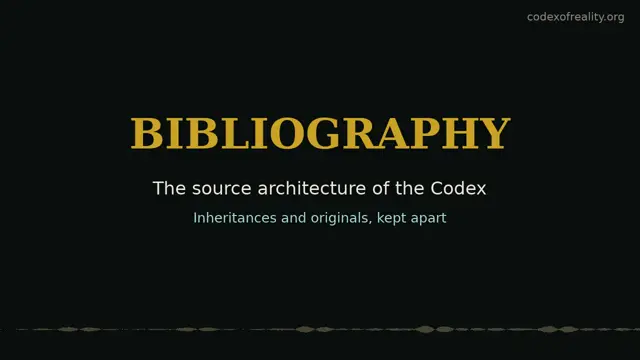 codexofreality.org
BIBLIOGRAPHY
The source architecture of the Codex
Inheritances and originals, kept apart